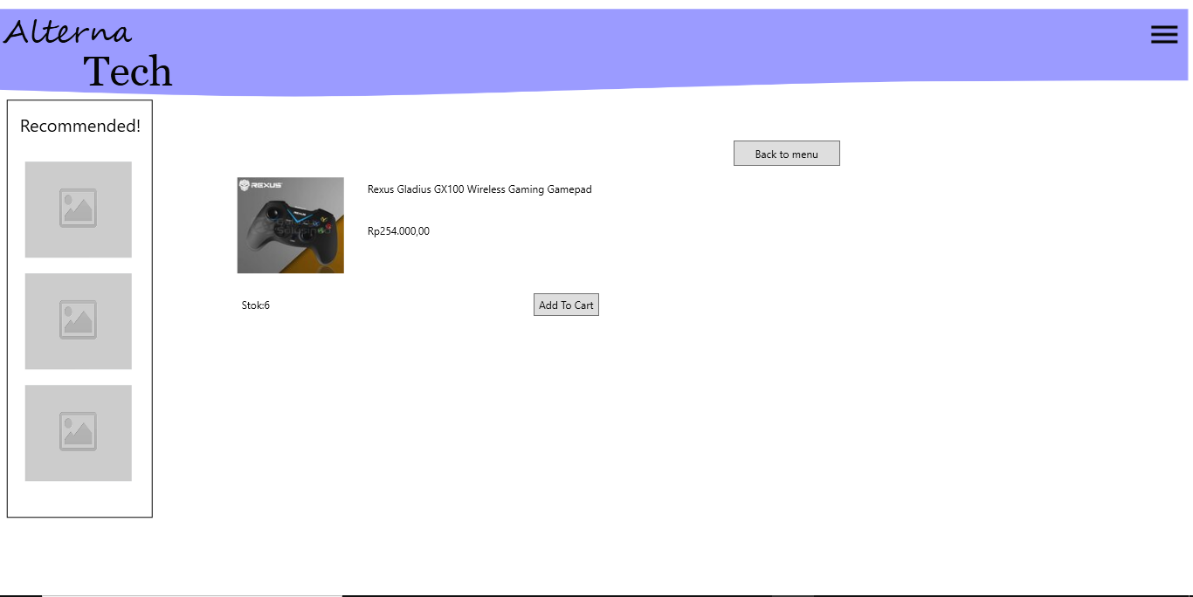 Alterna
Tech
Recommended!
Back to menu
REXUS
Rexus Gladius GX100 Wireless Gaming Gamepad
Rp254.000,00
Stok:6
Add To Cart